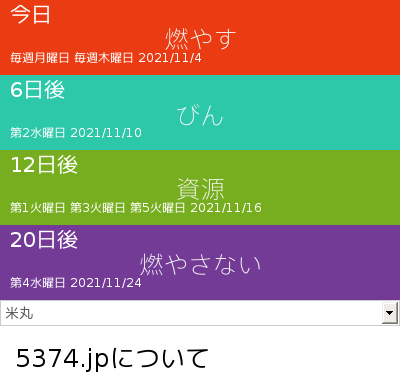 今日
燃やす
毎週月曜日 毎週木曜日 2021/11/4
6日後
びん
第2水曜日 2021/11/10
12日後
資源
第1火曜日 第3火曜日 第5火曜日 2021/11/16
20日後
燃やさない
第4水曜日 2021/11/24
米丸
5374.jpについて